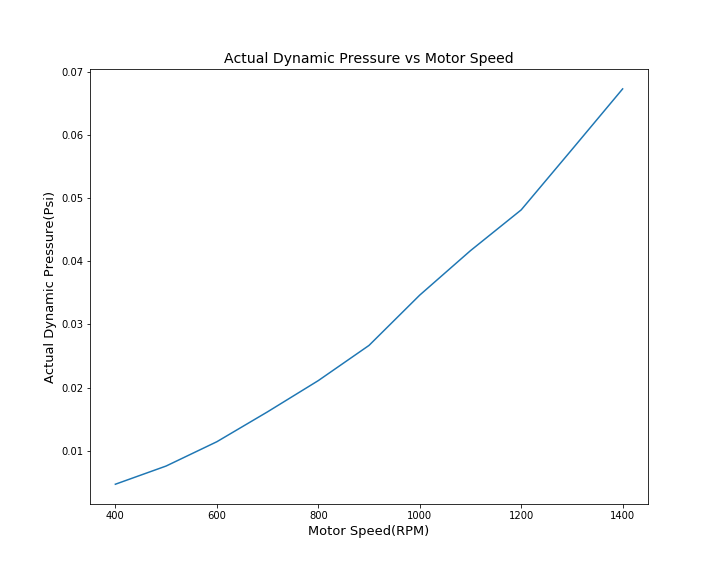 Actual Dynamic Pressure vs Motor Speed
0.07
0.06
0.05
0.04
0.03
0.02
0.01
Actual Dynamic Pressure(Psi)
400 600 800 1000 1200 1400
Motor Speed(RPM)